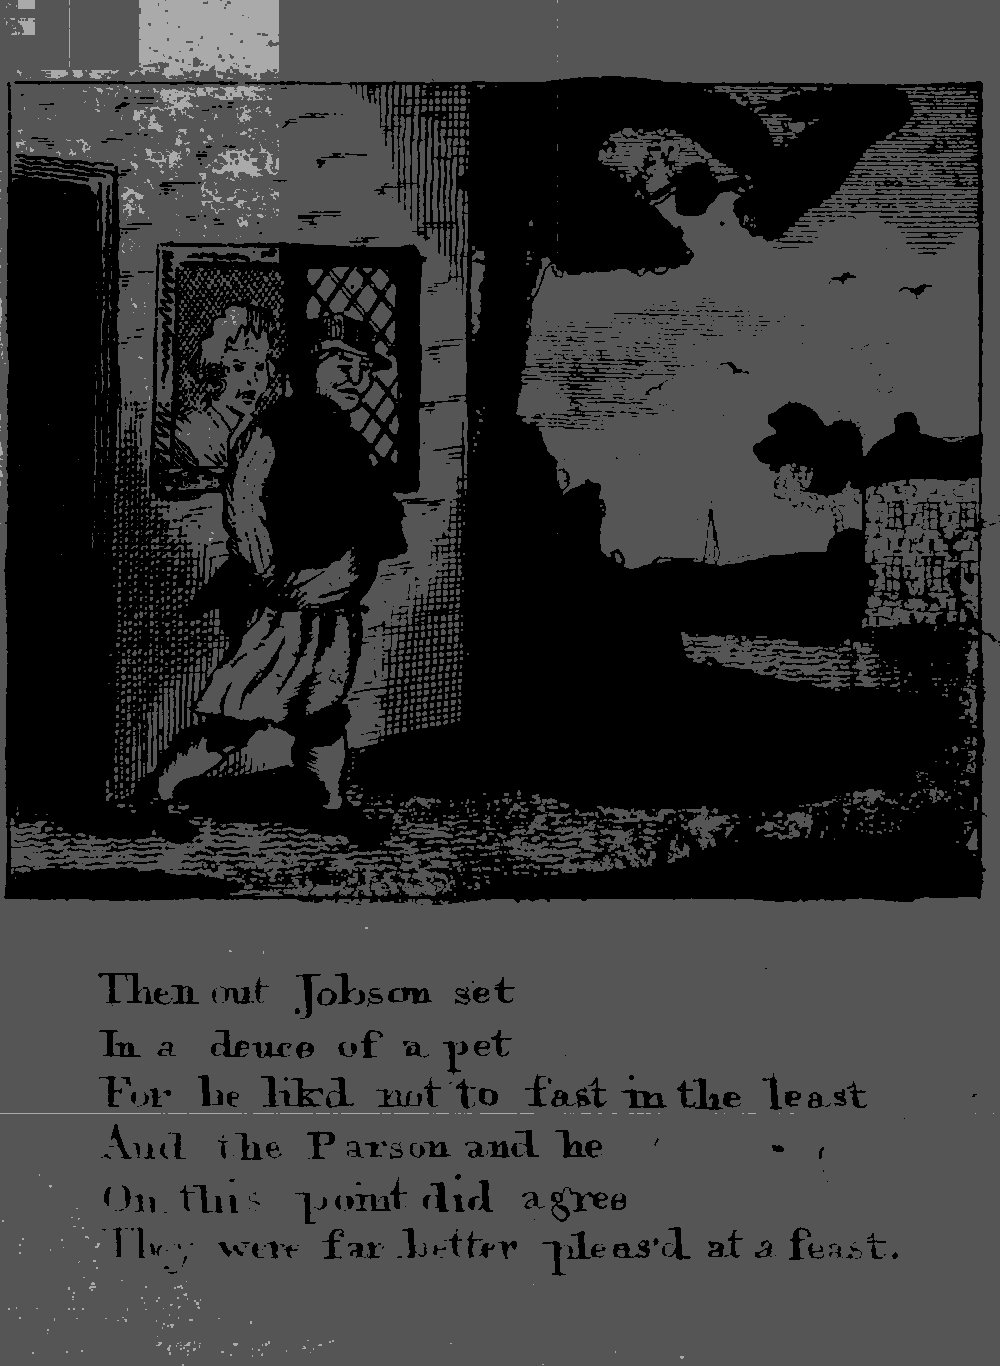 Then out Jobson set
In a deuce of a pet
For he lik'd not to fast in the least
And the Parson and he
On this point did agree
They were far better pleas'd at a feast.